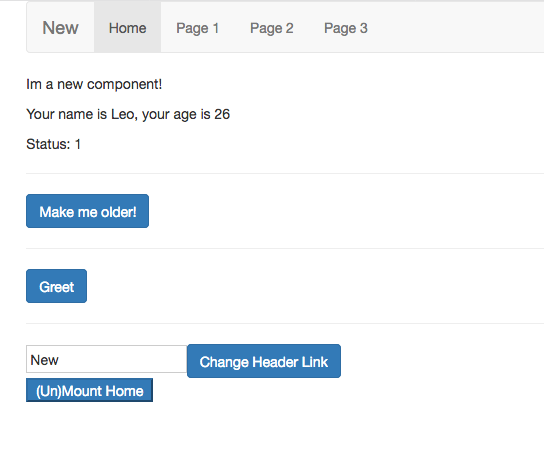 New Home Page 1 Page 2 Page 3
Im a new component!
Your name is Leo, your age is 26
Status: 1
Make me older!
Greet
New Change Header Link
(Un)Mount Home